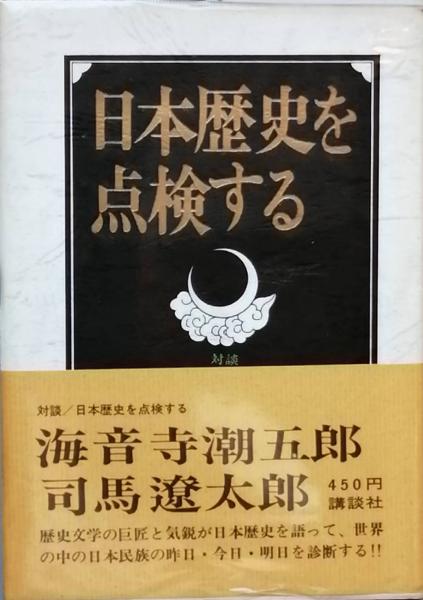 日本歴史を
点検する
対談
対談/日本歴史を点検する
海音寺潮五郎
司馬遼太郎
450円
講談社
歴史文学の巨匠と気鋭が日本歴史を語って、世界
の中の日本民族の昨日・今日・明日を診断する!!